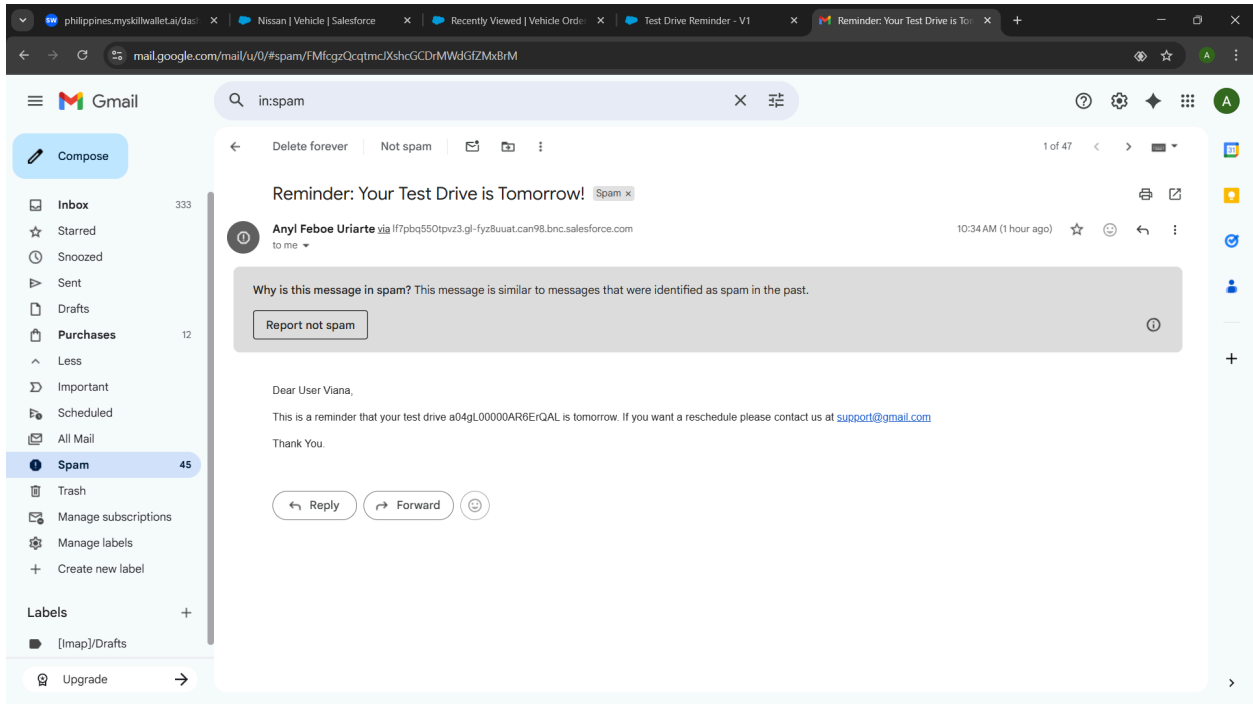 philippines.myskillwallet.ai/dash
Nissan | Vehicle | Salesforce
Recently Viewed | Vehicle Order
Test Drive Reminder - V1
Reminder: Your Test Drive is Tor
mail.google.com/mail/u/0/#spam/FMfcgzQcqtmcJXshcGCDrMWdGfZMxBrM
A
Gmail
in:spam
A
Compose
Delete forever
Not spam
1 of 47
31
Inbox 333
Starred
Snoozed
Sent
Drafts
Purchases 12
Less
Important
Scheduled
All Mail
Spam 45
Trash
Manage subscriptions
Manage labels
Create new label
Labels
[Imap]/Drafts
Upgrade
Reminder: Your Test Drive is Tomorrow! Spam ×
Anyl Feboe Uriarte via lf7pbq55Otpvz3.gl-fyz8uuat.can98.bnc.salesforce.com
10:34 AM (1 hour ago)
to me
Why is this message in spam? This message is similar to messages that were identified as spam in the past.
Report not spam
Dear User Viana,
This is a reminder that your test drive a04gL00000AR6ErQAL is tomorrow. If you want a reschedule please contact us at support@gmail.com
Thank You.
Reply
Forward